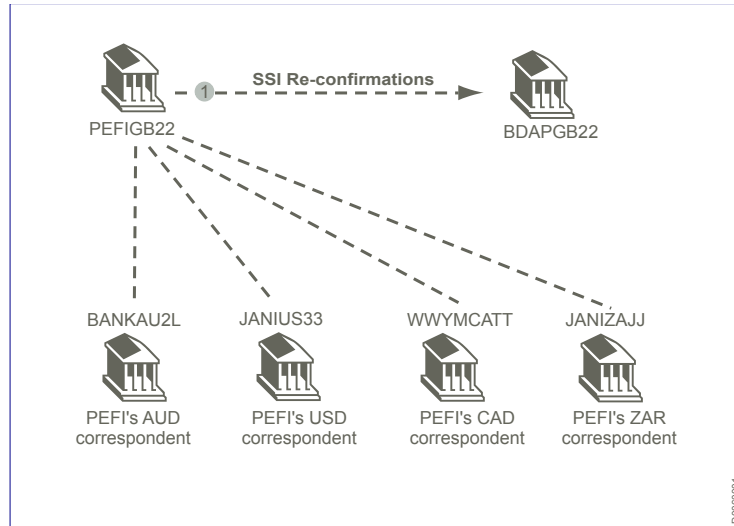 SSI Re-confirmations
1
PEFIGB22
BDAPGB22
BANKAU2L
JANIUS33
WWYMCATT
JANIZAJJ
PEFI's AUD
correspondent
PEFI's USD
correspondent
PEFI's CAD
correspondent
PEFI's ZAR
correspondent